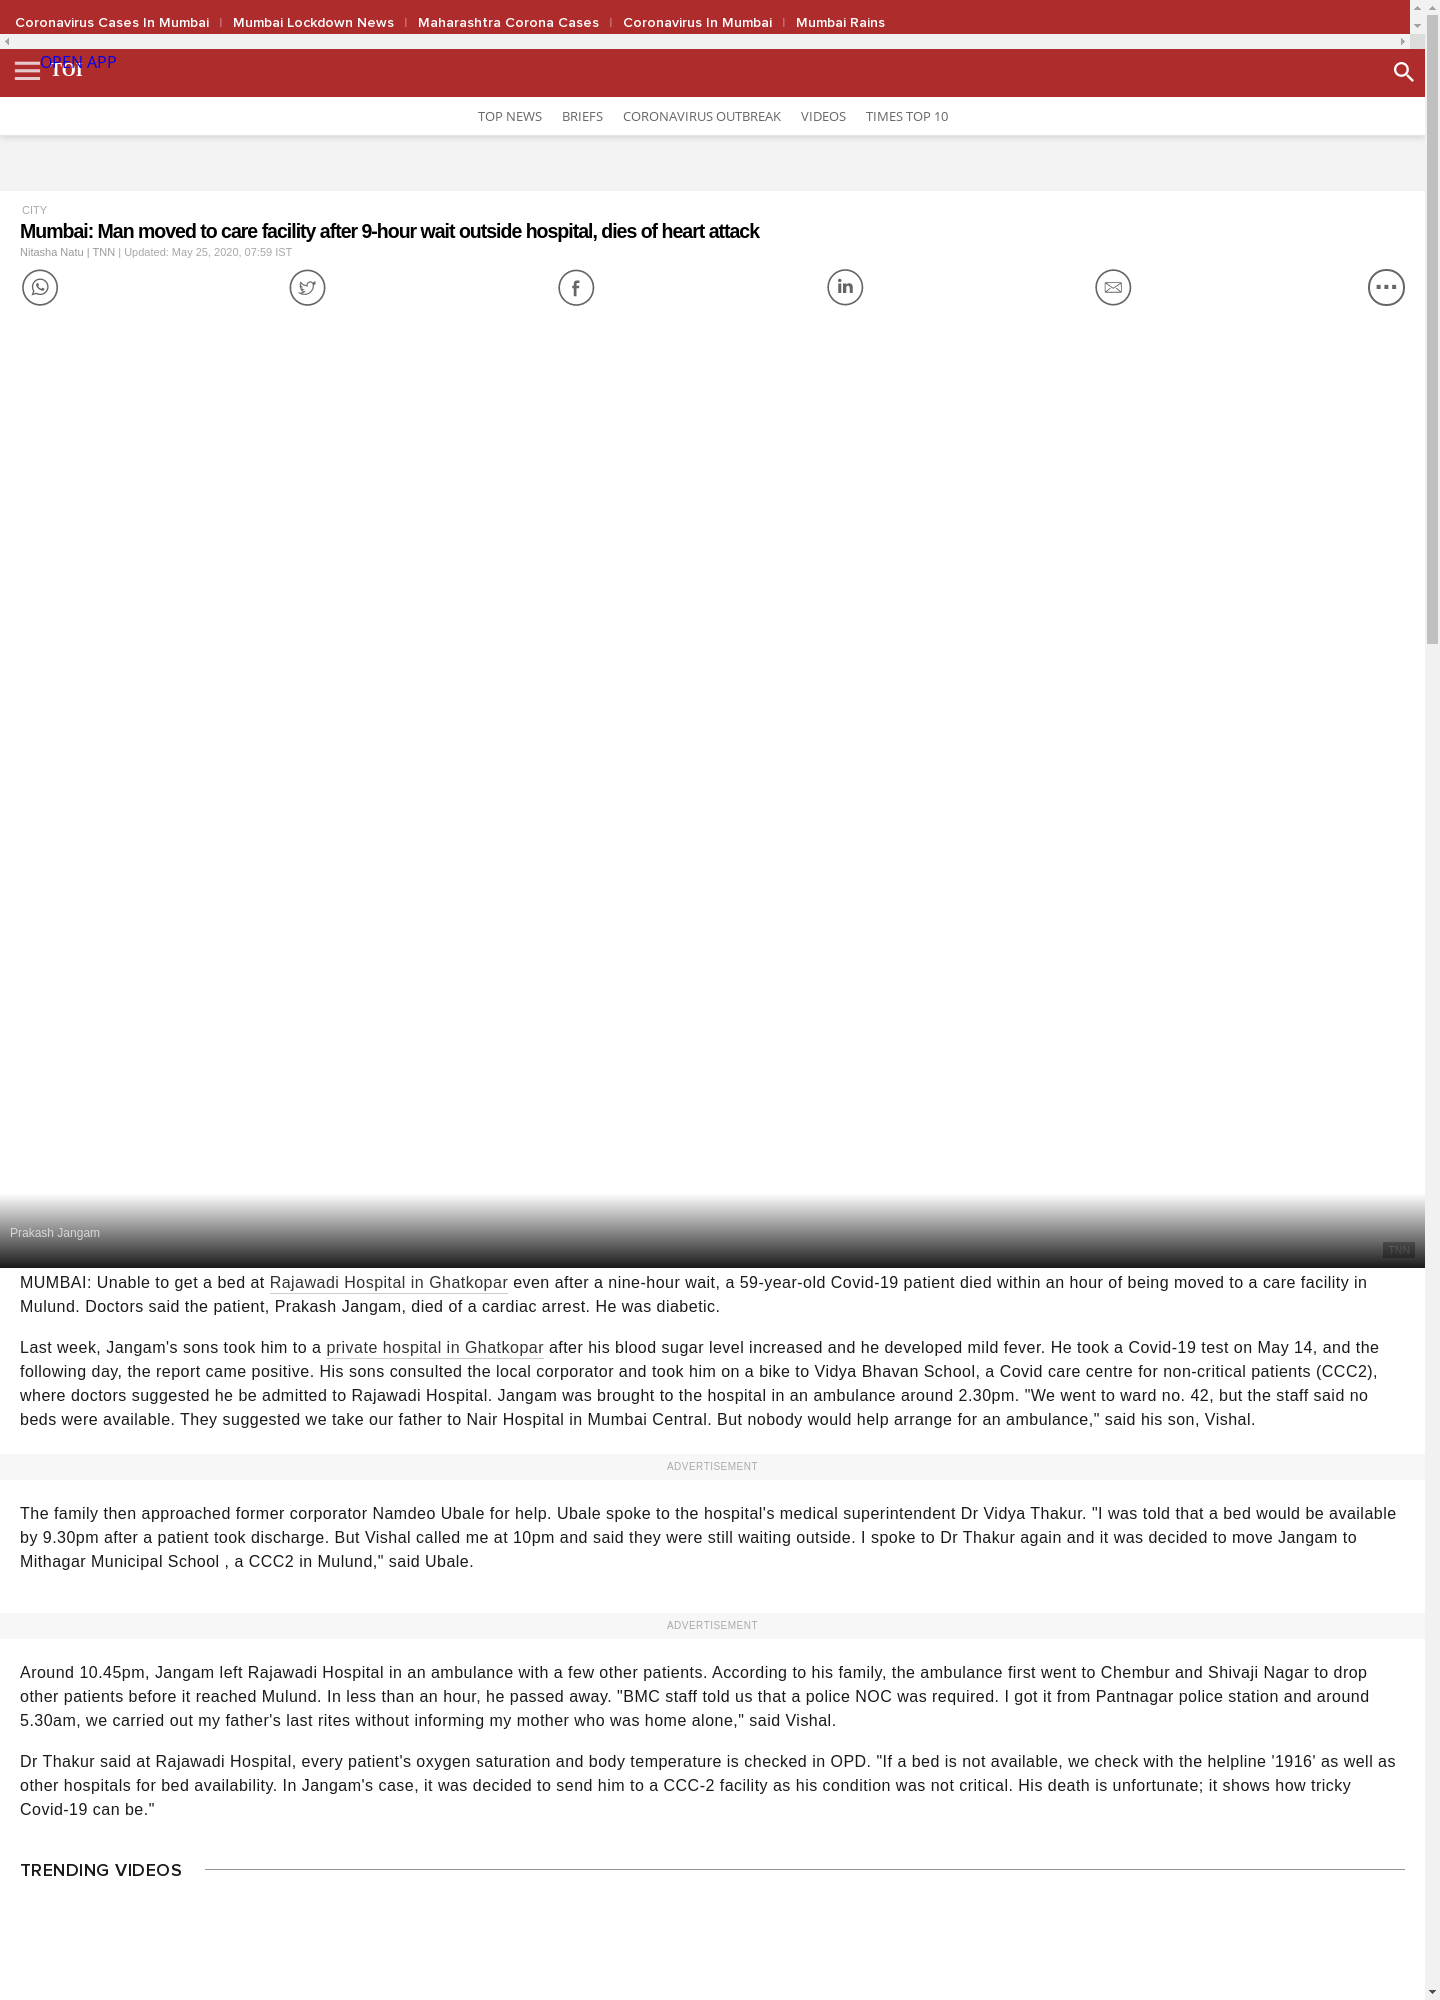 Coronavirus Cases In Mumbai | Mumbai Lockdown News | Maharashtra Corona Cases | Coronavirus In Mumbai | Mumbai Rains
OPEN APP
TOI
TOP NEWS BRIEFS CORONAVIRUS OUTBREAK VIDEOS TIMES TOP 10
CITY
Mumbai: Man moved to care facility after 9-hour wait outside hospital, dies of heart attack
Nitasha Natu | TNN | Updated: May 25, 2020, 07:59 IST
Prakash Jangam
TNN
MUMBAI: Unable to get a bed at Rajawadi Hospital in Ghatkopar even after a nine-hour wait, a 59-year-old Covid-19 patient died within an hour of being moved to a care facility in
Mulund. Doctors said the patient, Prakash Jangam, died of a cardiac arrest. He was diabetic.
Last week, Jangam's sons took him to a private hospital in Ghatkopar after his blood sugar level increased and he developed mild fever. He took a Covid-19 test on May 14, and the
following day, the report came positive. His sons consulted the local corporator and took him on a bike to Vidya Bhavan School, a Covid care centre for non-critical patients (CCC2),
where doctors suggested he be admitted to Rajawadi Hospital. Jangam was brought to the hospital in an ambulance around 2.30pm. "We went to ward no. 42, but the staff said no
beds were available. They suggested we take our father to Nair Hospital in Mumbai Central. But nobody would help arrange for an ambulance," said his son, Vishal.
ADVERTISEMENT
The family then approached former corporator Namdeo Ubale for help. Ubale spoke to the hospital's medical superintendent Dr Vidya Thakur. "I was told that a bed would be available
by 9.30pm after a patient took discharge. But Vishal called me at 10pm and said they were still waiting outside. I spoke to Dr Thakur again and it was decided to move Jangam to
Mithagar Municipal School , a CCC2 in Mulund," said Ubale.
ADVERTISEMENT
Around 10.45pm, Jangam left Rajawadi Hospital in an ambulance with a few other patients. According to his family, the ambulance first went to Chembur and Shivaji Nagar to drop
other patients before it reached Mulund. In less than an hour, he passed away. "BMC staff told us that a police NOC was required. I got it from Pantnagar police station and around
5.30am, we carried out my father's last rites without informing my mother who was home alone," said Vishal.
Dr Thakur said at Rajawadi Hospital, every patient's oxygen saturation and body temperature is checked in OPD. "If a bed is not available, we check with the helpline '1916' as well as
other hospitals for bed availability. In Jangam's case, it was decided to send him to a CCC-2 facility as his condition was not critical. His death is unfortunate; it shows how tricky
Covid-19 can be."
TRENDING VIDEOS